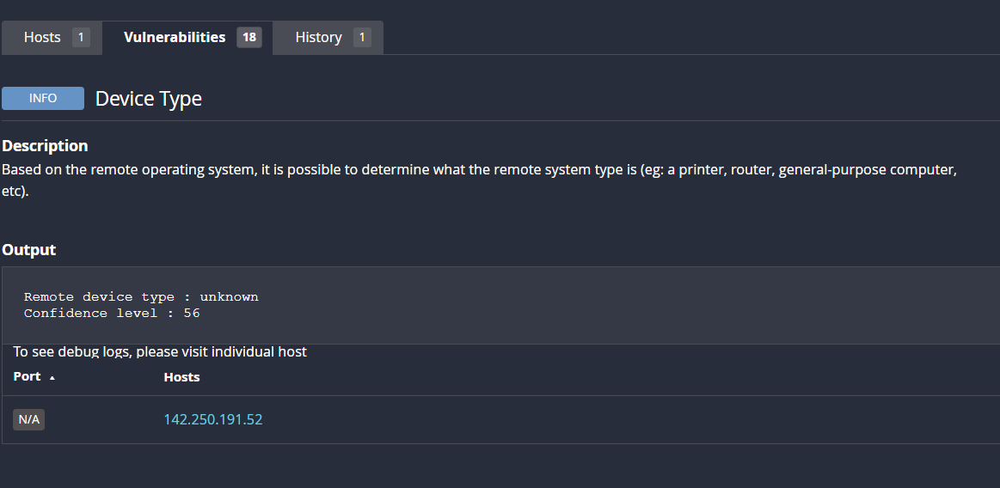 Hosts 1 Vulnerabilities 18 History 1
INFO Device Type
Description
Based on the remote operating system, it is possible to determine what the remote system type is (eg: a printer, router, general-purpose computer,
etc).
Output
Remote device type : unknown
Confidence level : 56
To see debug logs, please visit individual host
Port ▲ Hosts
N/A 142.250.191.52